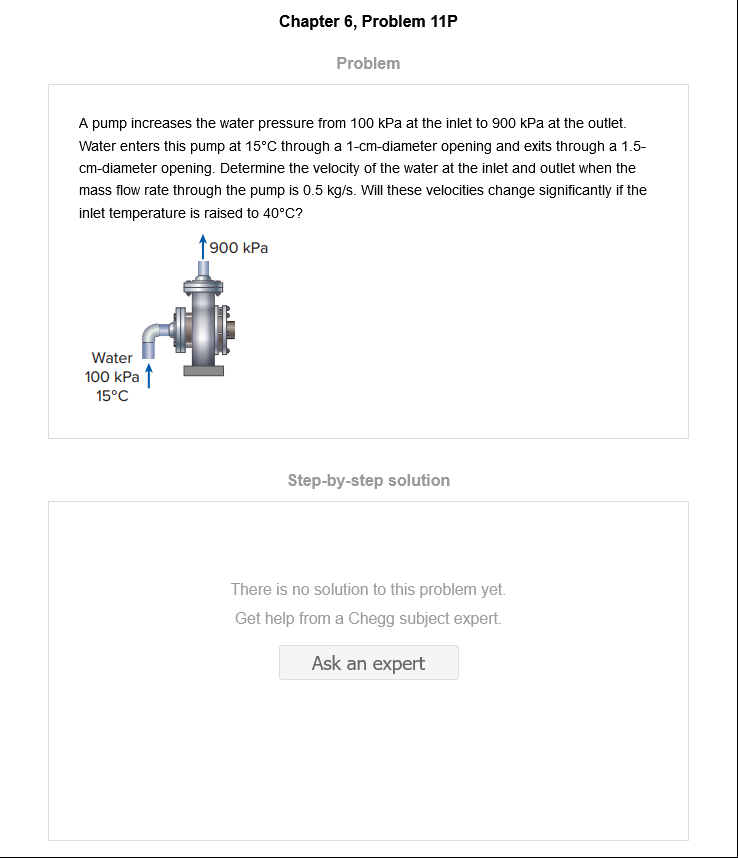 Chapter 6, Problem 11P
Problem
A pump increases the water pressure from 100 kPa at the inlet to 900 kPa at the outlet.
Water enters this pump at 15°C through a 1-cm-diameter opening and exits through a 1.5-
cm-diameter opening. Determine the velocity of the water at the inlet and outlet when the
mass flow rate through the pump is 0.5 kg/s. Will these velocities change significantly if the
inlet temperature is raised to 40°C?
900 kPa
Water
100 kPa
15°C
Step-by-step solution
There is no solution to this problem yet.
Get help from a Chegg subject expert.
Ask an expert